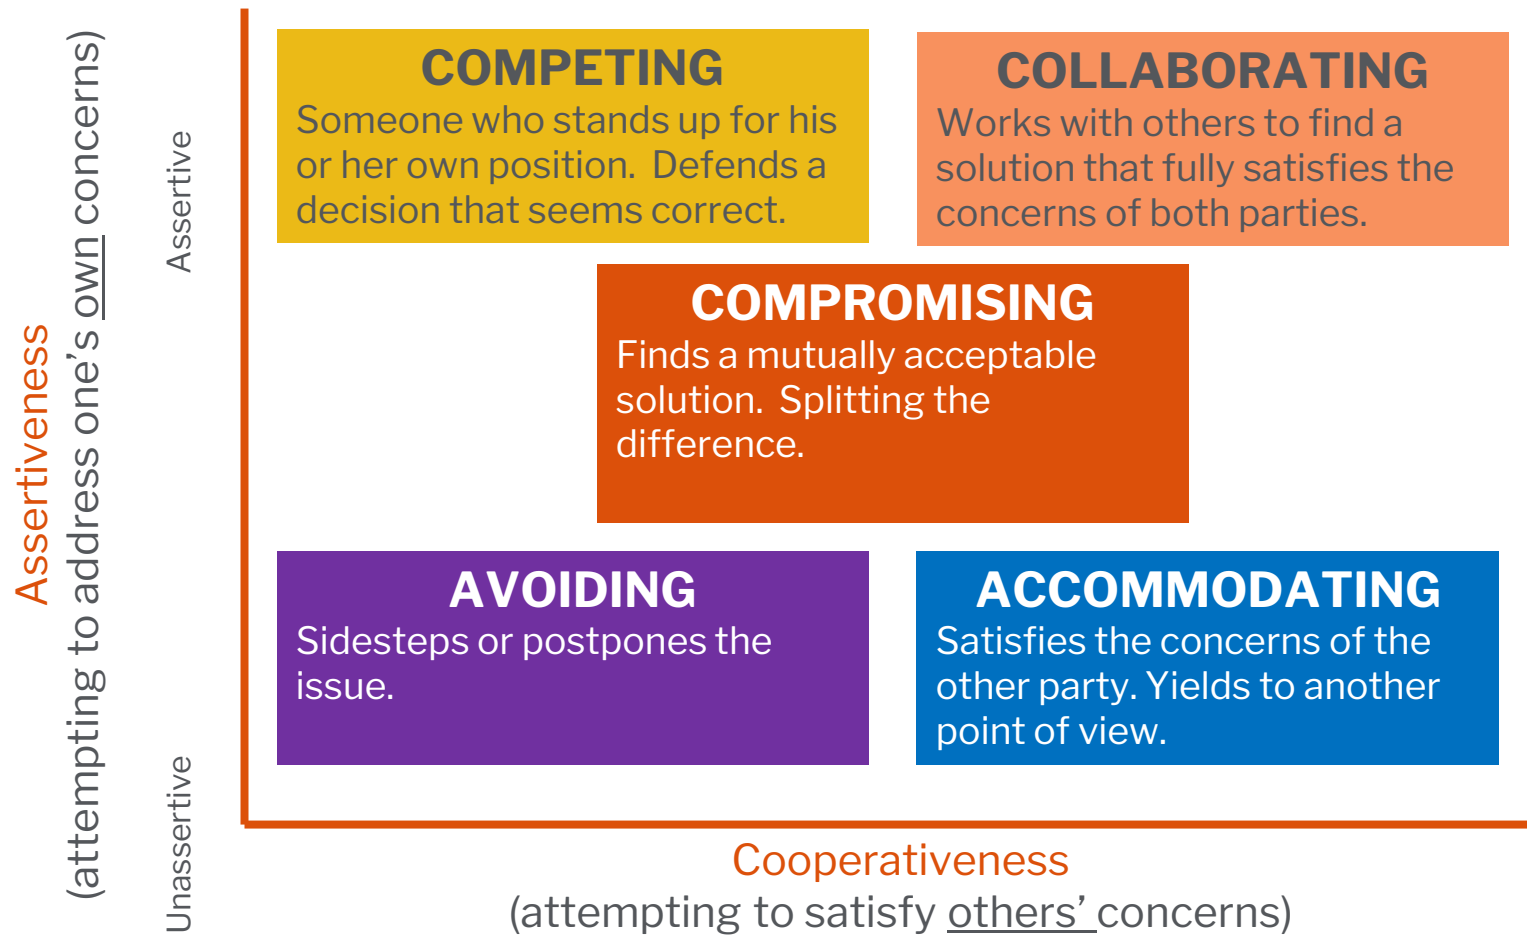 Assertiveness
(attempting to address one's own concerns)
Assertive
Unassertive
COMPETING
Someone who stands up for his
or her own position.  Defends a
decision that seems correct.
COLLABORATING
Works with others to find a
solution that fully satisfies the
concerns of both parties.
COMPROMISING
Finds a mutually acceptable
solution.  Splitting the
difference.
AVOIDING
Sidesteps or postpones the
issue.
ACCOMMODATING
Satisfies the concerns of the
other party. Yields to another
point of view.
Cooperativeness
(attempting to satisfy others' concerns)